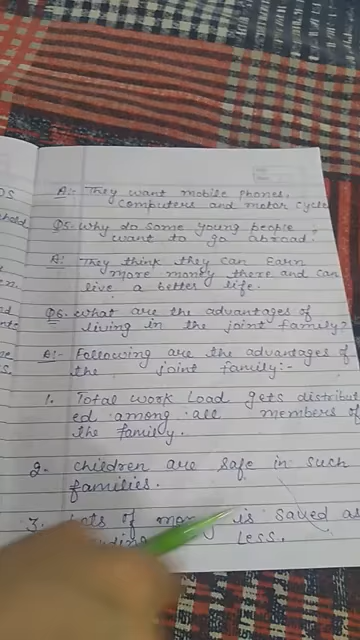 A:- They want mobile phones,
computers and motor cycle
Q5. Why do some young people
want to go abroad.
A:- They think they can earn
more money there and can
live a better life.
Q6. What are the advantages of
living in the joint family?
A:- Following are the advantages of
the joint family:-
1. Total work load gets distribut
ed among all members of
the family.
2. Children are safe in such
families.
3. of money is saved as
less.